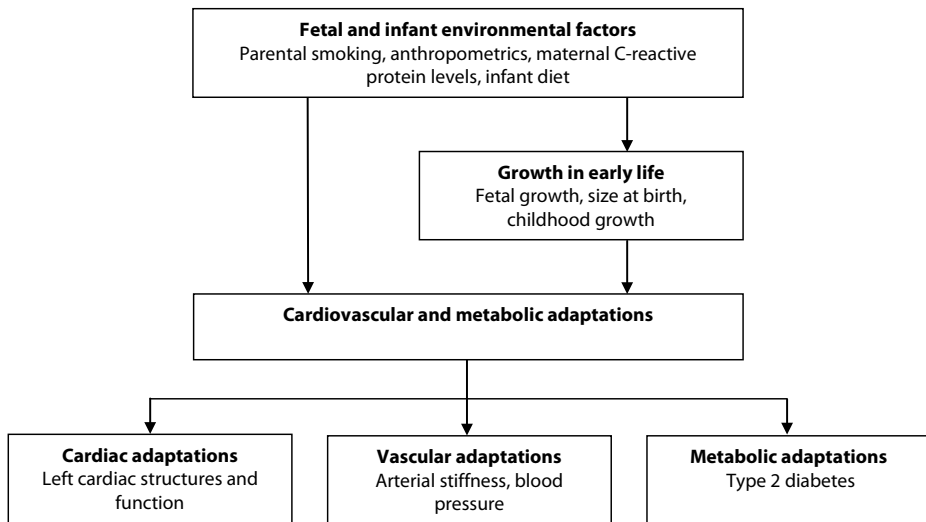 Fetal and infant environmental factors
Parental smoking, anthropometrics, maternal C-reactive
protein levels, infant diet
Growth in early life
Fetal growth, size at birth,
childhood growth
Cardiovascular and metabolic adaptations
Cardiac adaptations
Left cardiac structures and
function
Vascular adaptations
Arterial stiffness, blood
pressure
Metabolic adaptations
Type 2 diabetes